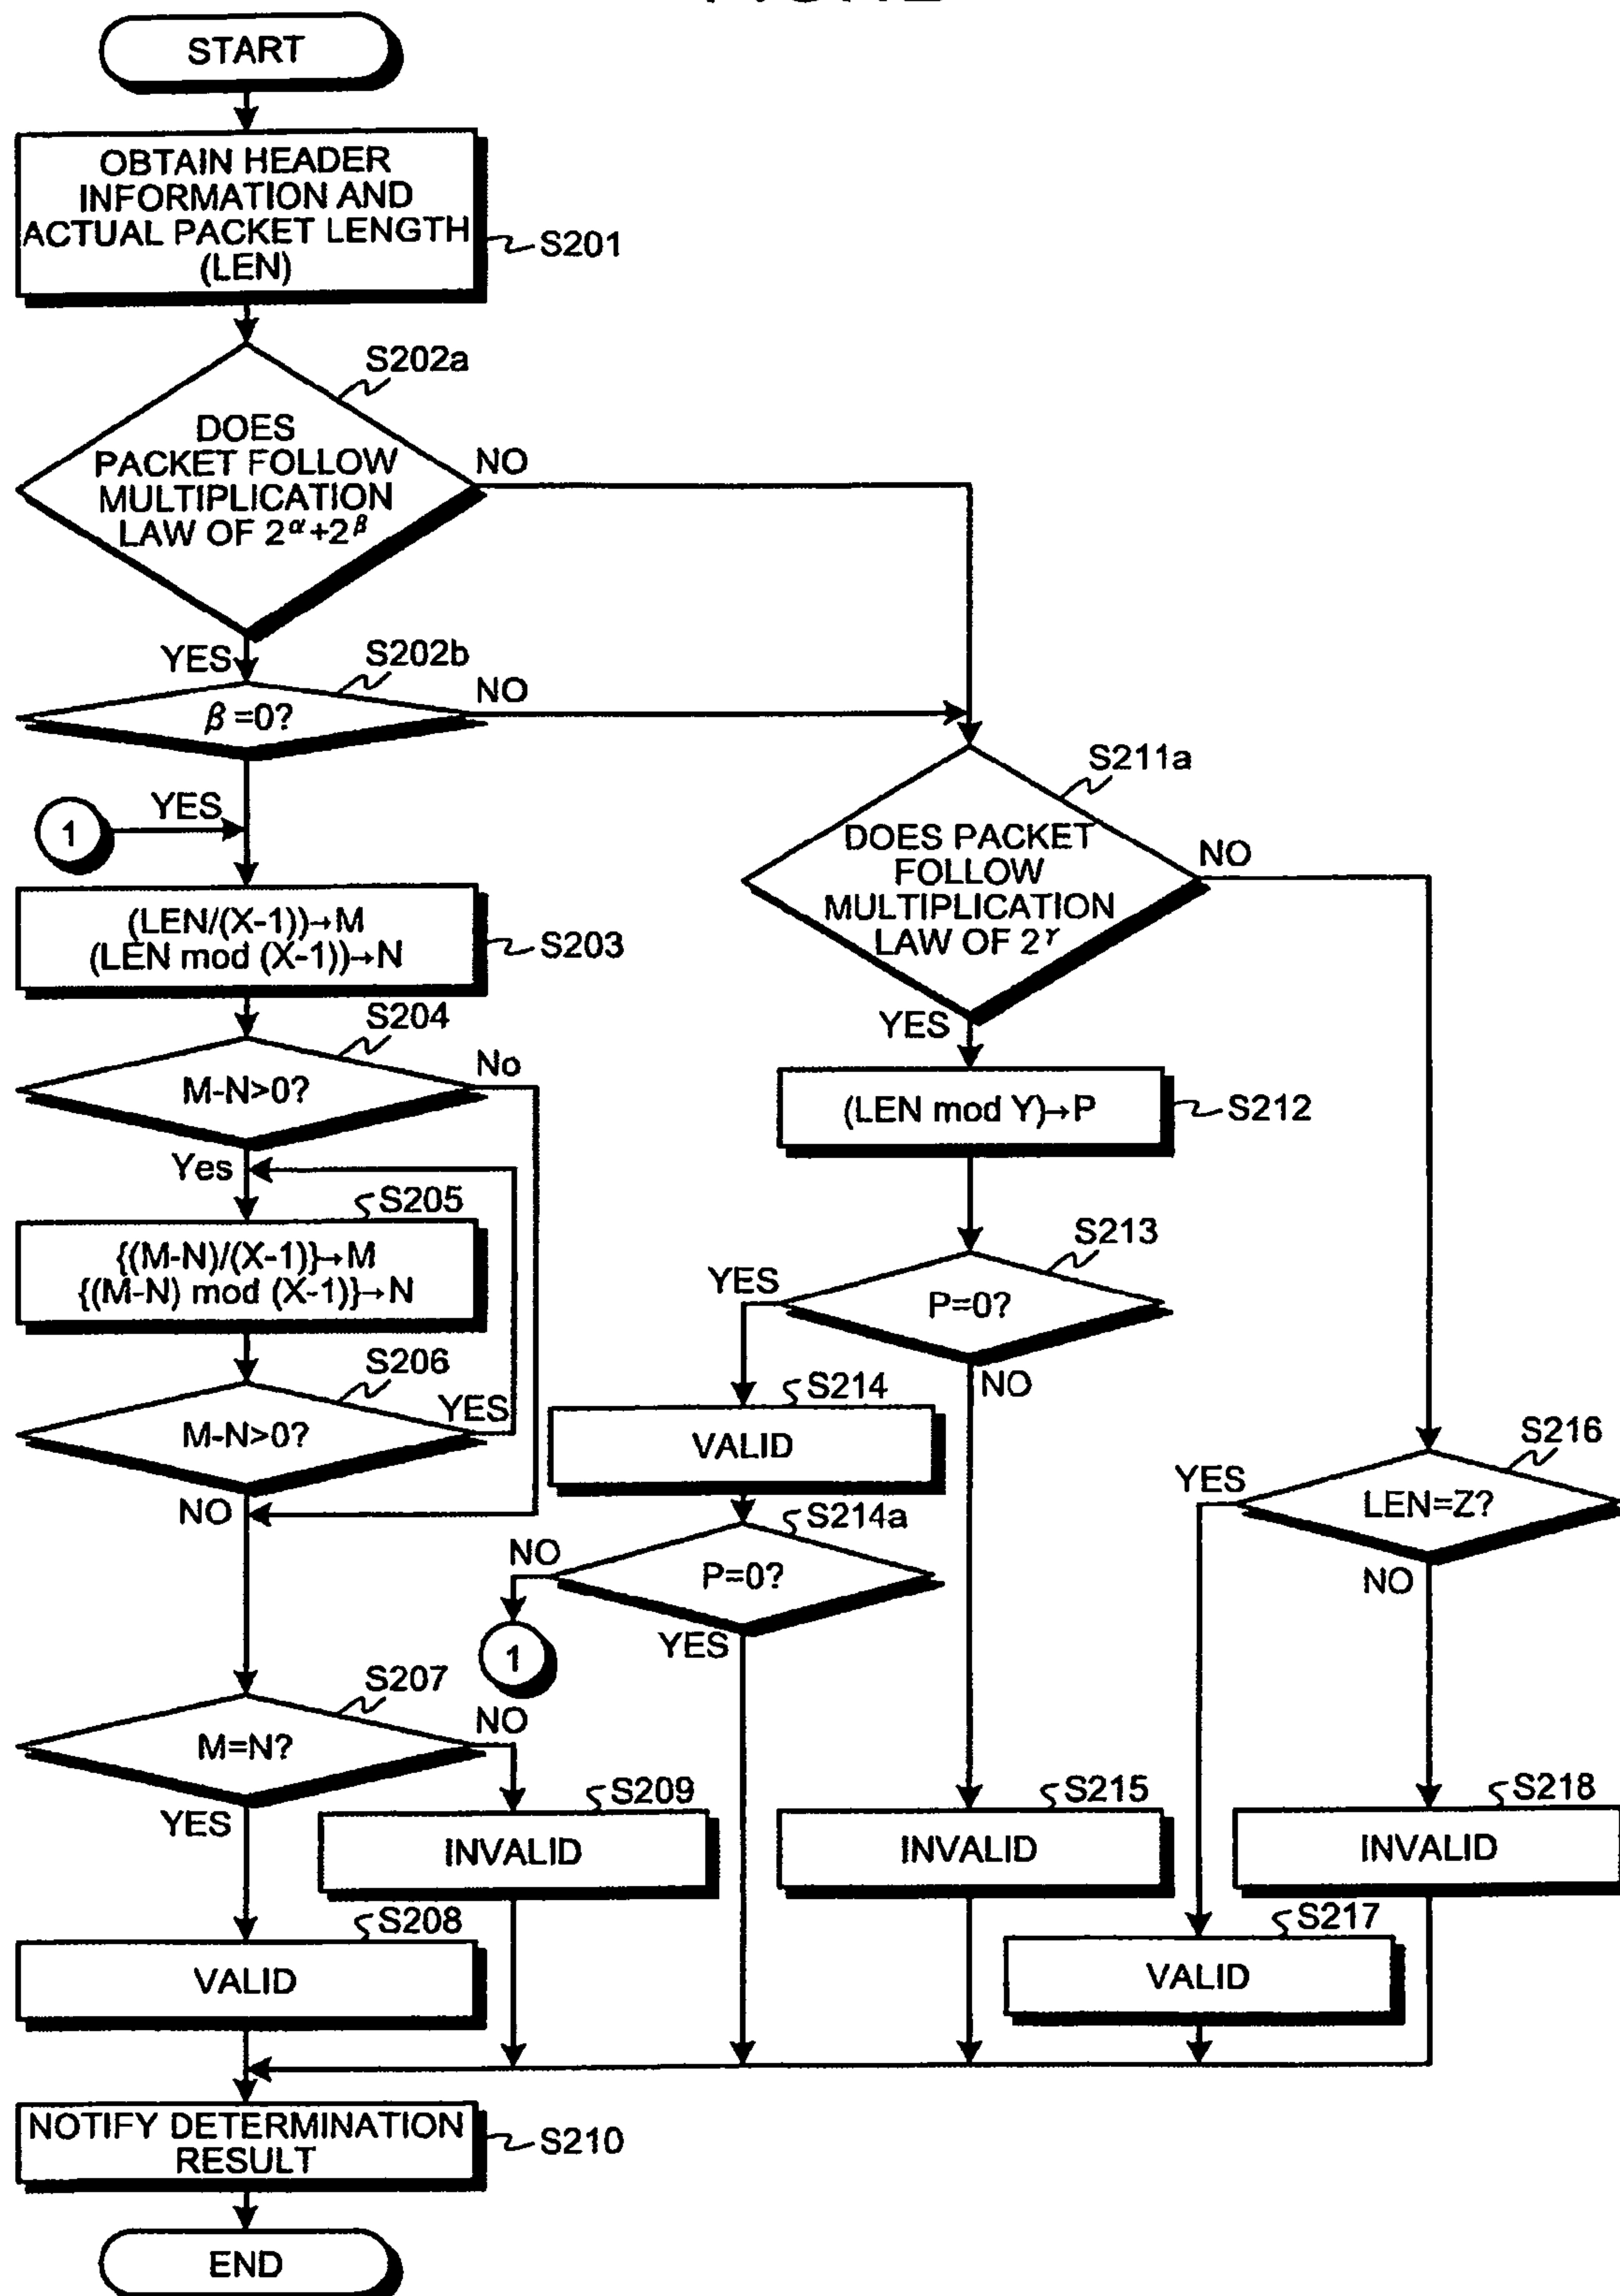 START
OBTAIN HEADER
INFORMATION AND
ACTUAL PACKET LENGTH
(LEN)
S201
S202a
DOES
PACKET FOLLOW
MULTIPLICATION
LAW OF 2^α+2^β
NO
YES
S202b
β=0?
NO
YES
1
(LEN/(X-1))→M
(LEN mod (X-1))→N
S203
S204
M-N>0?
No
Yes
S205
{(M-N)/(X-1)}→M
{(M-N) mod (X-1)}→N
S206
M-N>0?
YES
NO
S207
M=N?
NO
YES
S209
INVALID
S208
VALID
S211a
DOES PACKET
FOLLOW
MULTIPLICATION
LAW OF 2^γ
NO
YES
(LEN mod Y)→P
S212
S213
P=0?
YES
NO
S214
VALID
S214a
P=0?
NO
1
YES
S215
INVALID
S216
LEN=Z?
YES
NO
S218
INVALID
S217
VALID
NOTIFY DETERMINATION
RESULT
S210
END